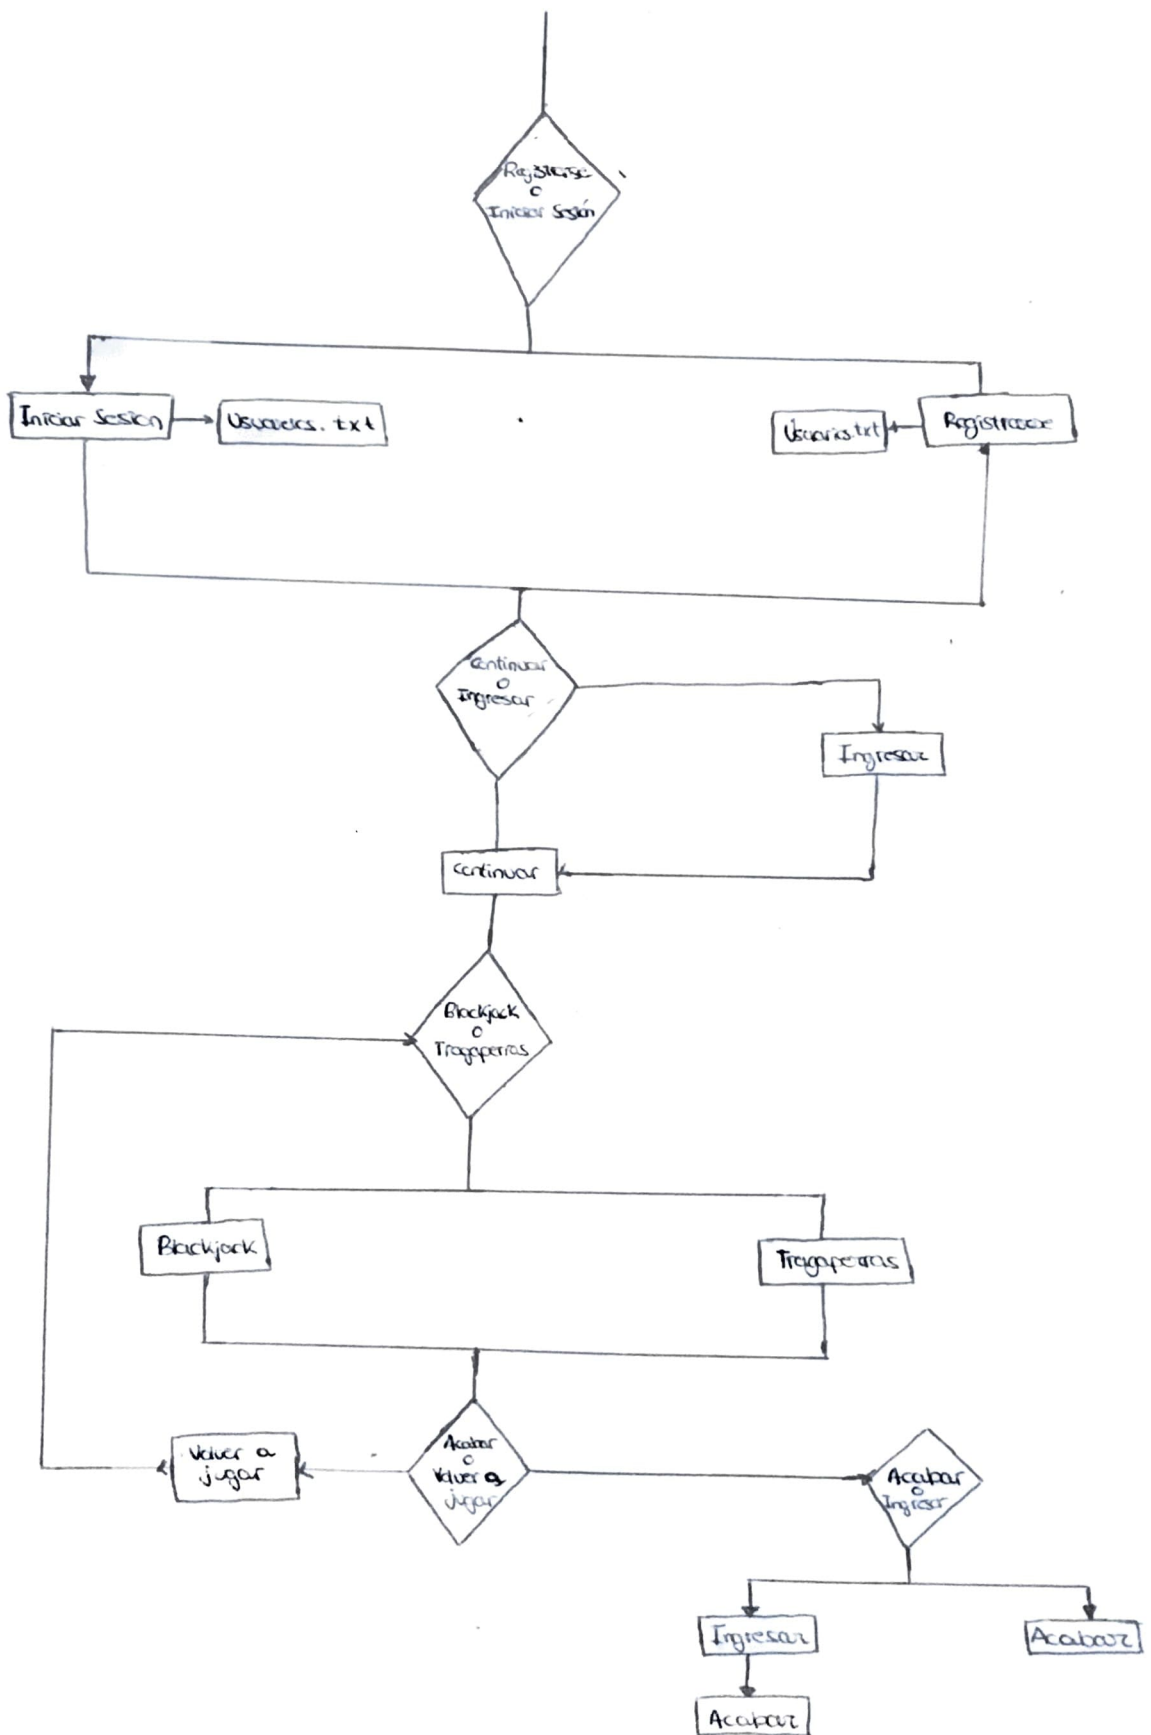 Registrarse
o
Iniciar Sesión
Iniciar Sesion
Usuarios.txt
Usuarios.txt
Registrarse
Continuar
o
Ingresar
Ingresar
Continuar
Blackjack
o
Tragaperras
Blackjack
Tragaperras
Volver a
jugar
Acabar
o
Volver a
jugar
Acabar
o
Ingresar
Ingresar
Acabar
Acabar